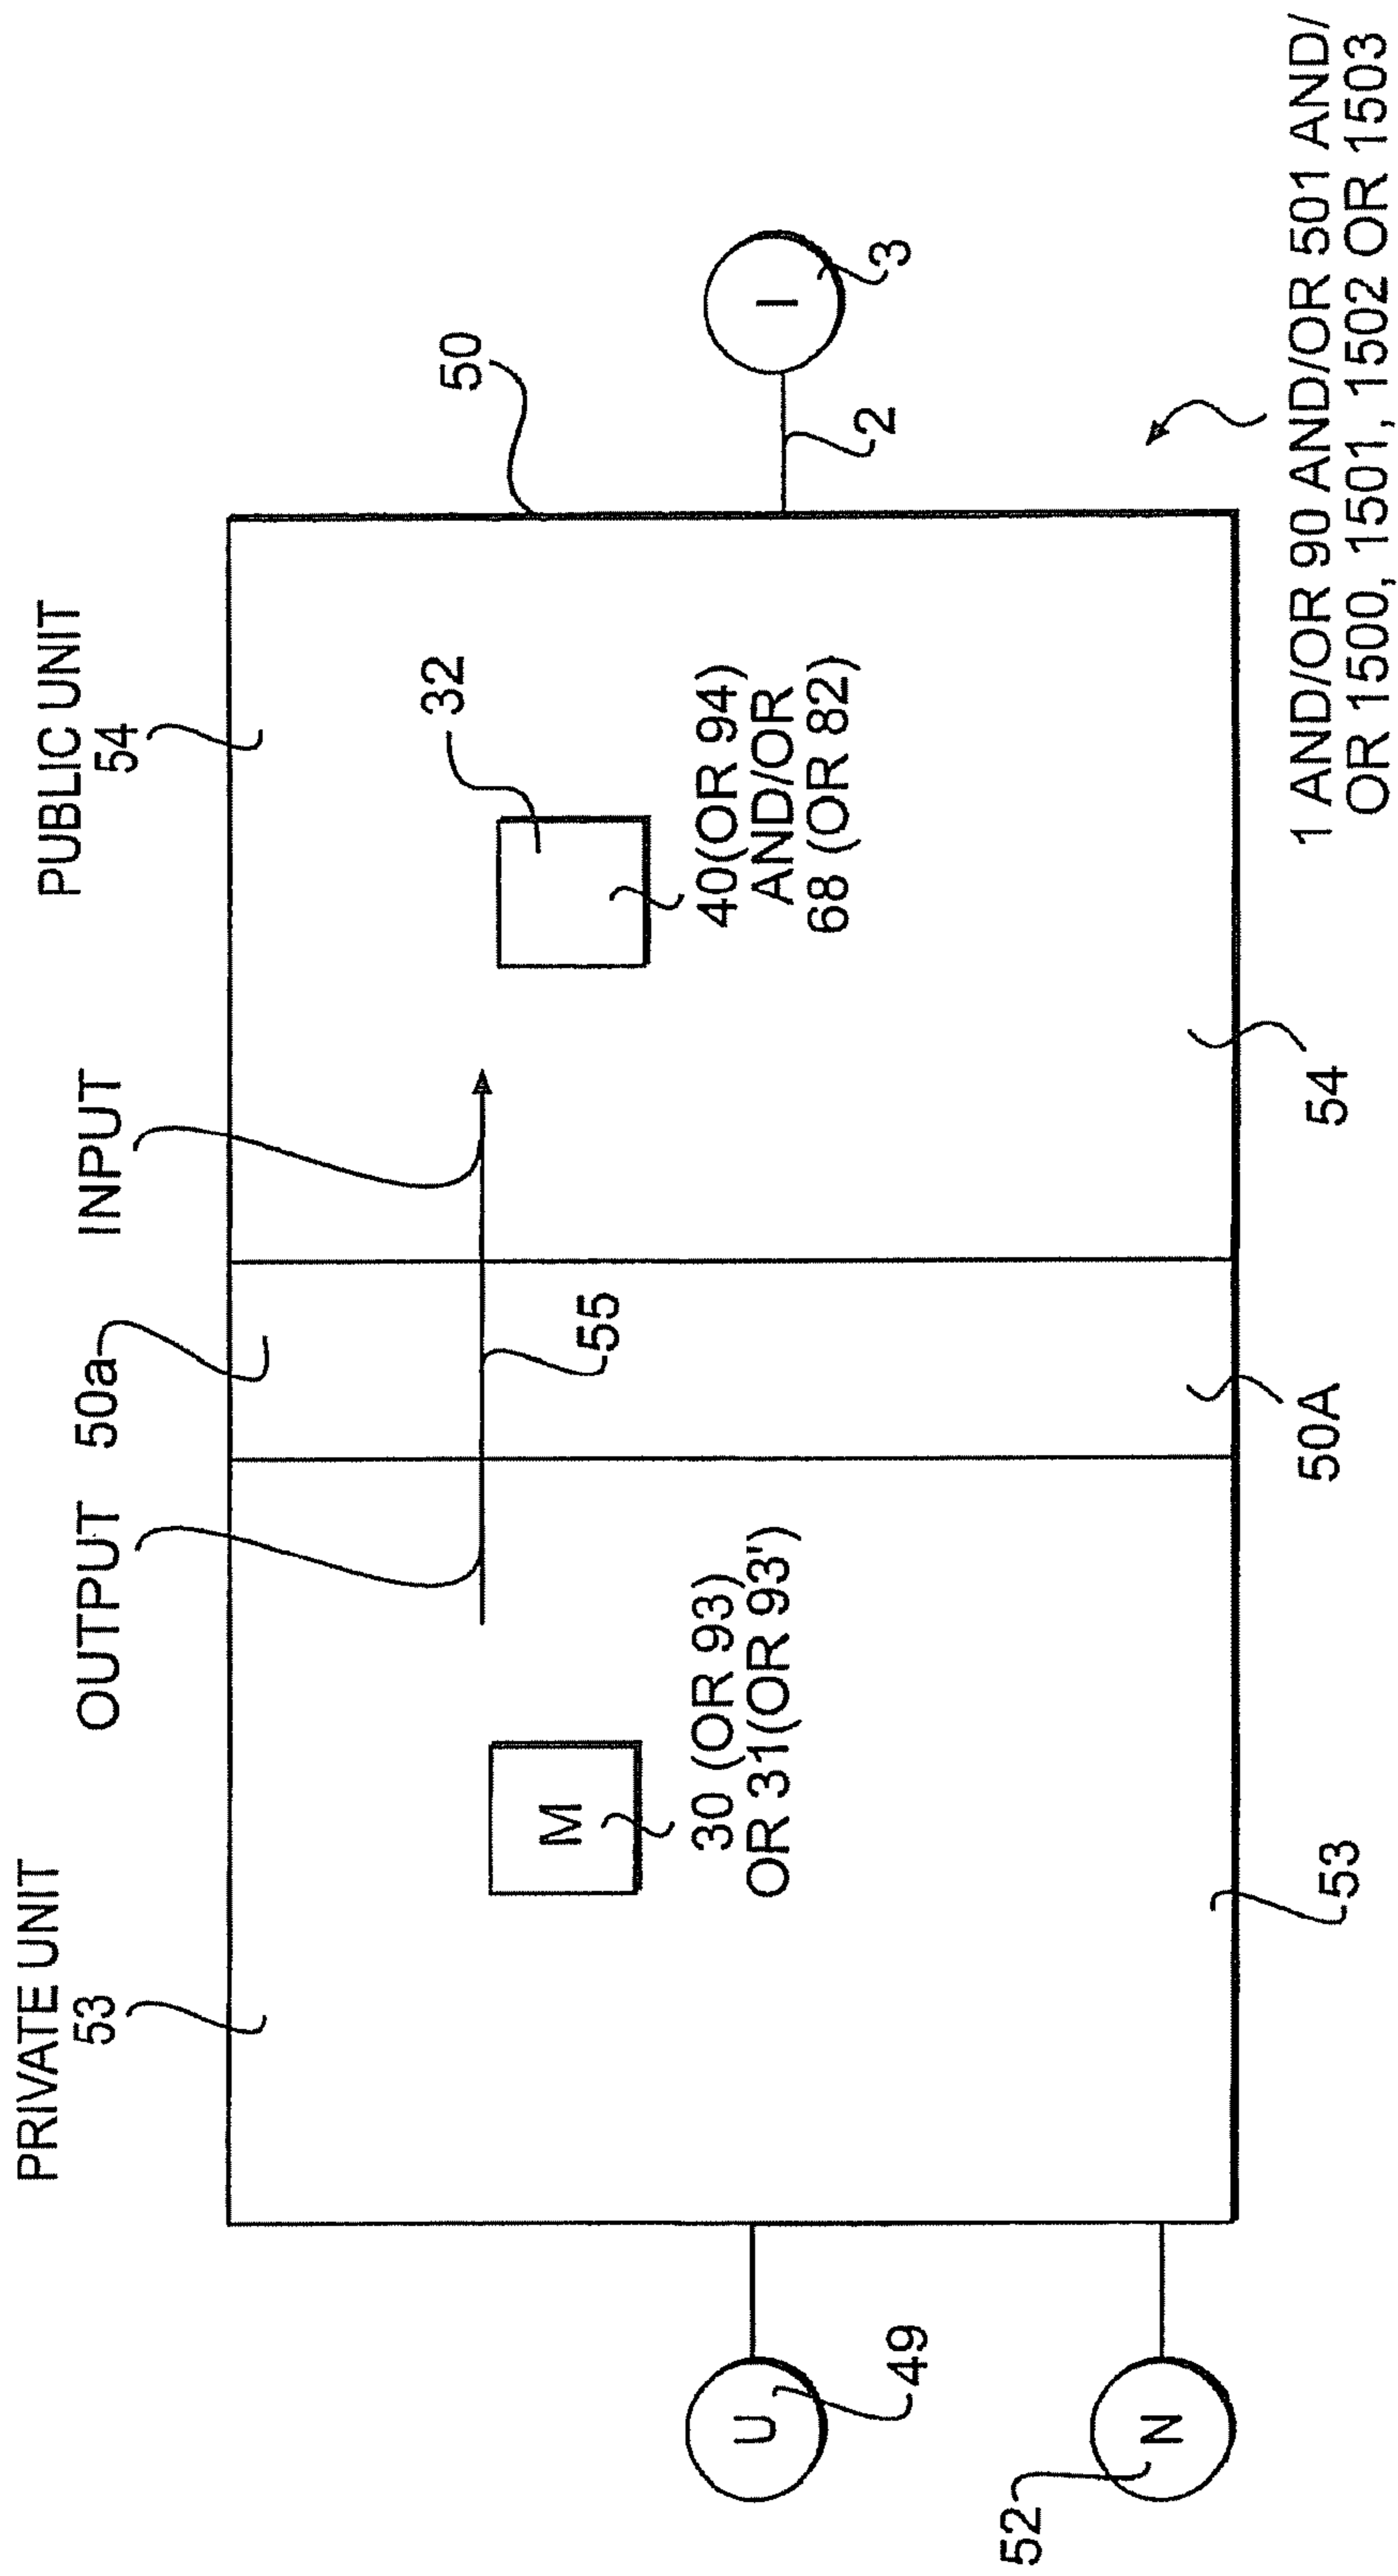 PRIVATE UNIT
53
OUTPUT
50a
INPUT
PUBLIC UNIT
54
50
32
55
M
30 (OR 93)
OR 31(OR 93')
40(OR 94)
AND/OR
68 (OR 82)
U
49
I
3
2
N
52
53
50A
54
1 AND/OR 90 AND/OR 501 AND/
OR 1500, 1501, 1502 OR 1503